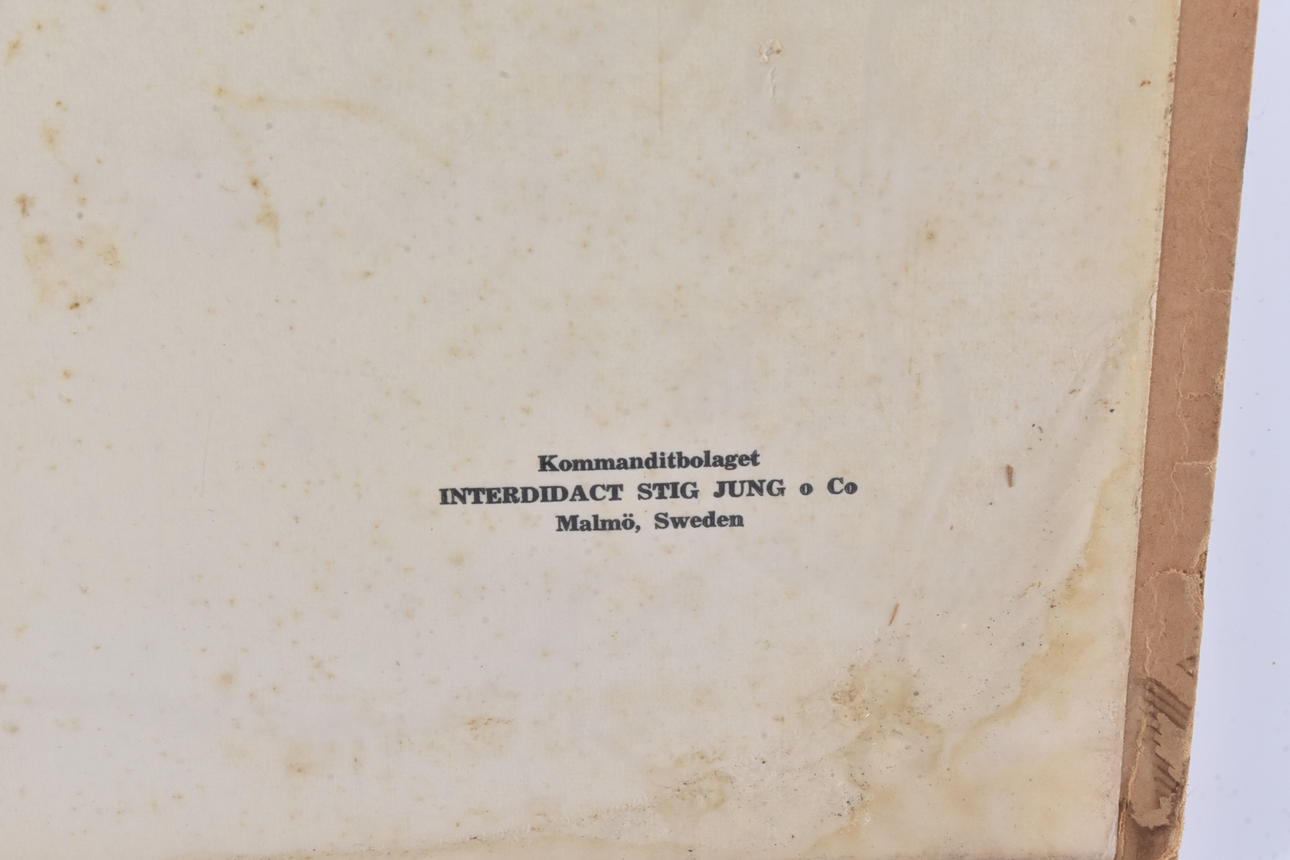 Kommanditbolaget
INTERDIDACT STIG JUNG o Co
Malmö, Sweden